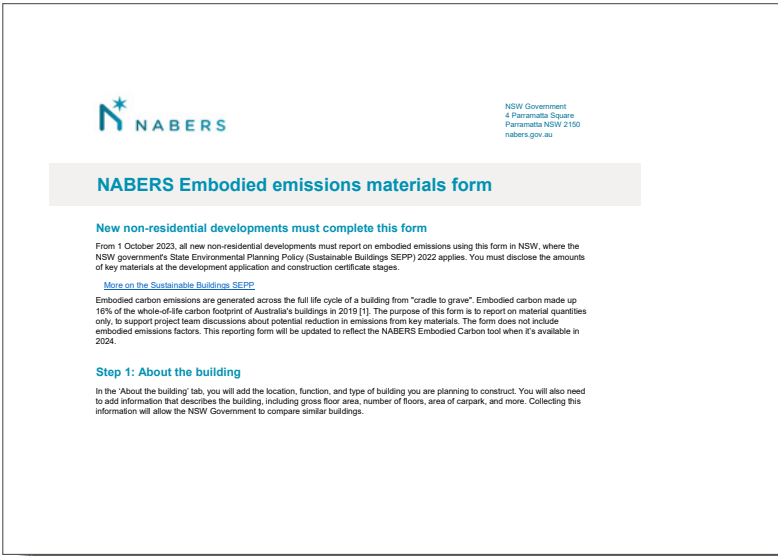 NABERS
NSW Government
4 Parramatta Square
Parramatta NSW 2150
nabers.gov.au
NABERS Embodied emissions materials form
New non-residential developments must complete this form
From 1 October 2023, all new non-residential developments must report on embodied emissions using this form in NSW, where the
NSW government's State Environmental Planning Policy (Sustainable Buildings SEPP) 2022 applies. You must disclose the amounts
of key materials at the development application and construction certificate stages.
More on the Sustainable Buildings SEPP
Embodied carbon emissions are generated across the full life cycle of a building from "cradle to grave". Embodied carbon made up
16% of the whole-of-life carbon footprint of Australia's buildings in 2019 [1]. The purpose of this form is to report on material quantities
only, to support project team discussions about potential reduction in emissions from key materials. The form does not include
embodied emissions factors. This reporting form will be updated to reflect the NABERS Embodied Carbon tool when it's available in
2024.
Step 1: About the building
In the 'About the building' tab, you will add the location, function, and type of building you are planning to construct. You will also need
to add information that describes the building, including gross floor area, number of floors, area of carpark, and more. Collecting this
information will allow the NSW Government to compare similar buildings.